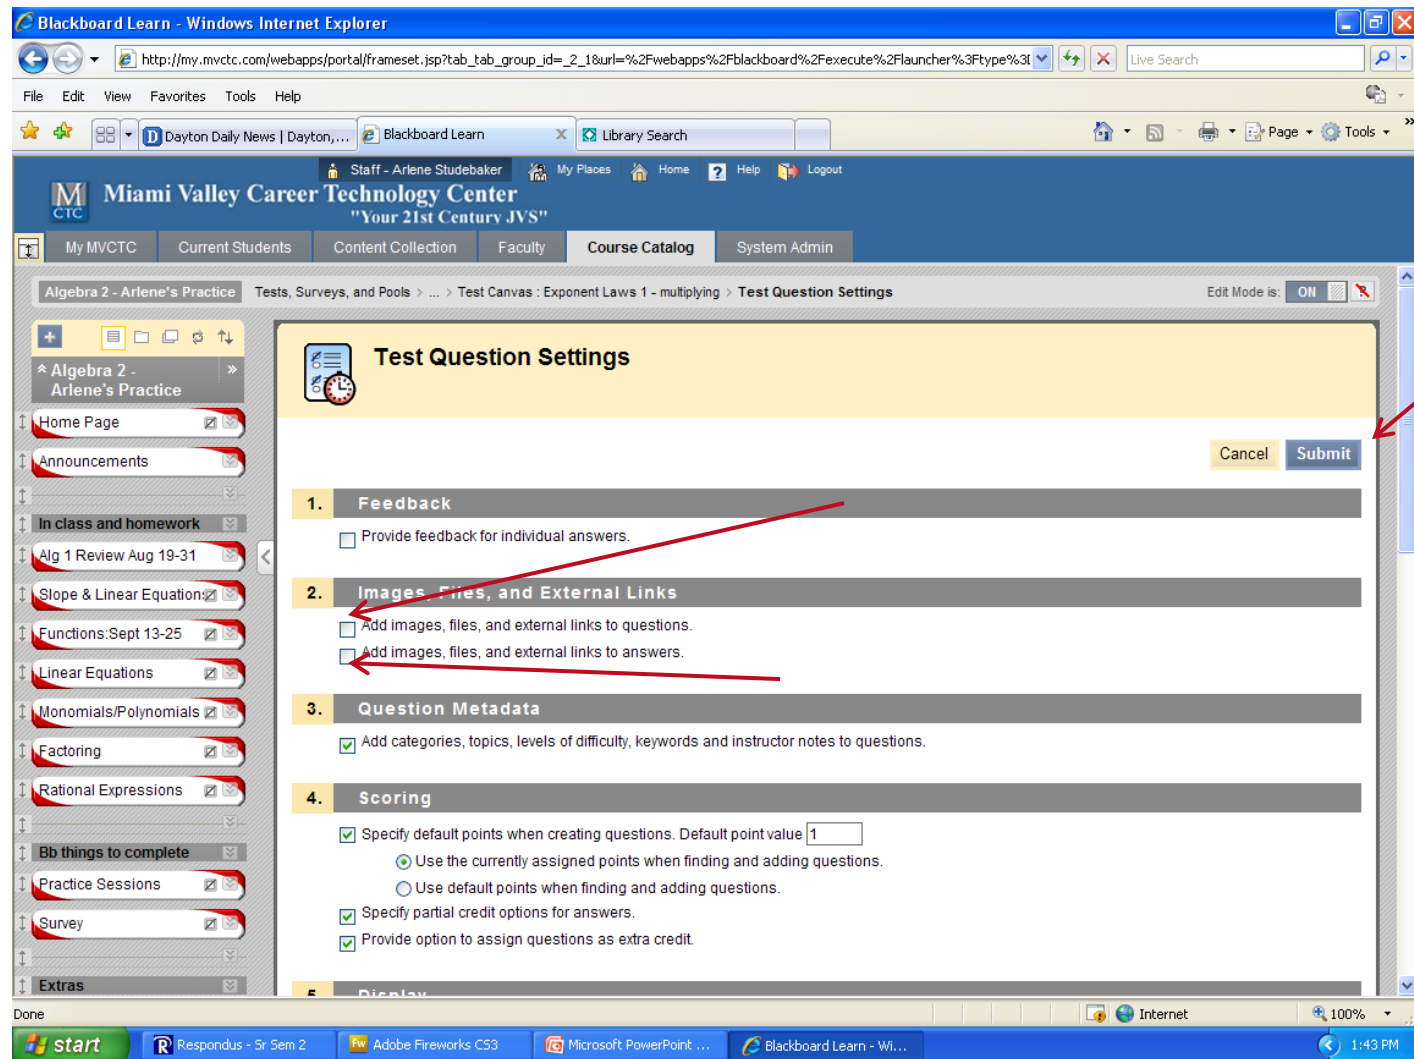 Blackboard Learn - Windows Internet Explorer
http://my.mvctc.com/webapps/portal/frameset.jsp?tab_tab_group_id=_2_1&url=%2Fwebapps%2Fblackboard%2Fexecute%2Flauncher%3Ftype%3D
Live Search
File Edit View Favorites Tools Help
Dayton Daily News | Dayton,... Blackboard Learn Library Search Page Tools
Staff - Arlene Studebaker My Places Home Help Logout
M CTC
Miami Valley Career Technology Center
"Your 21st Century JVS"
My MVCTC Current Students Content Collection Faculty Course Catalog System Admin
Algebra 2 - Arlene's Practice Tests, Surveys, and Pools > ... > Test Canvas : Exponent Laws 1 - multiplying > Test Question Settings Edit Mode is: ON
Algebra 2 -
Arlene's Practice
Home Page
Announcements
In class and homework
Alg 1 Review Aug 19-31
Slope & Linear Equations
Functions:Sept 13-25
Linear Equations
Monomials/Polynomials
Factoring
Rational Expressions
Bb things to complete
Practice Sessions
Survey
Extras
Test Question Settings
Cancel Submit
1. Feedback
Provide feedback for individual answers.
2. Images, Files, and External Links
Add images, files, and external links to questions.
Add images, files, and external links to answers.
3. Question Metadata
Add categories, topics, levels of difficulty, keywords and instructor notes to questions.
4. Scoring
Specify default points when creating questions. Default point value 1
Use the currently assigned points when finding and adding questions.
Use default points when finding and adding questions.
Specify partial credit options for answers.
Provide option to assign questions as extra credit.
5. Display
Done Internet 100%
start Respondus - Sr Sem 2 Adobe Fireworks CS3 Microsoft PowerPoint ... Blackboard Learn - Wi... 1:43 PM